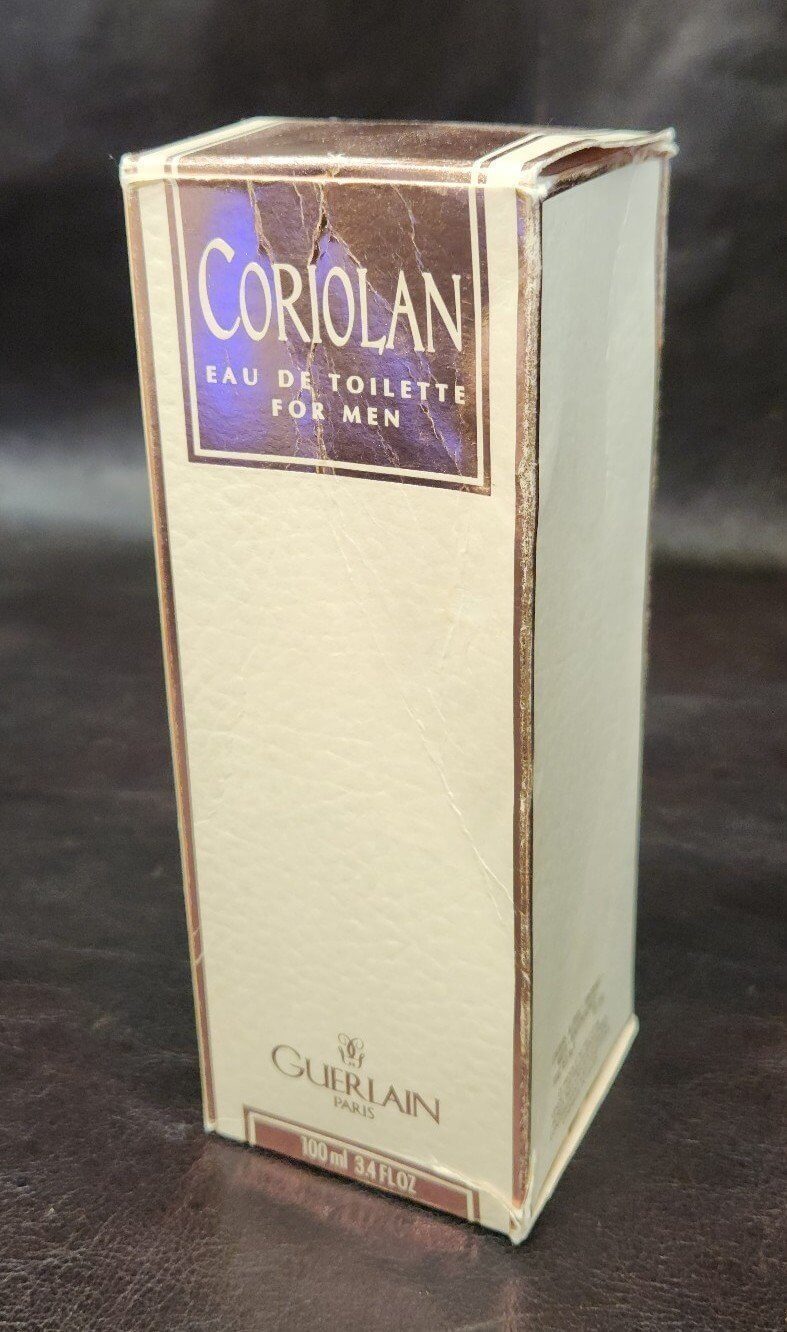 CORIOLAN
EAU DE TOILETTE
FOR MEN
GUERLAIN
PARIS
100 ml 3.4 FL OZ